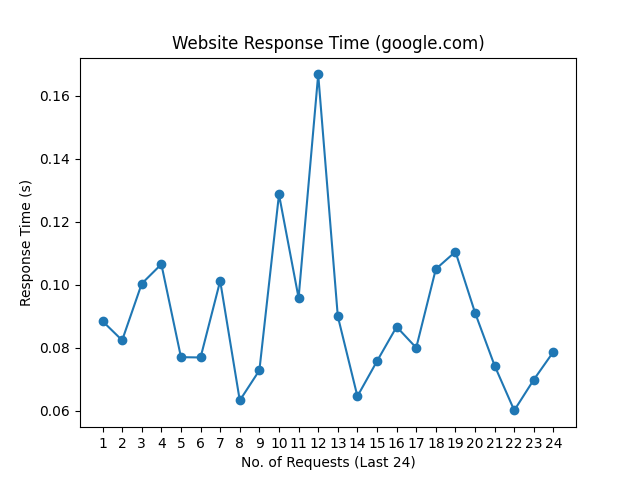 Website Response Time (google.com)
0.16
0.14
0.12
0.10
0.08
0.06
Response Time (s)
1 2 3 4 5 6 7 8 9 10 11 12 13 14 15 16 17 18 19 20 21 22 23 24
No. of Requests (Last 24)